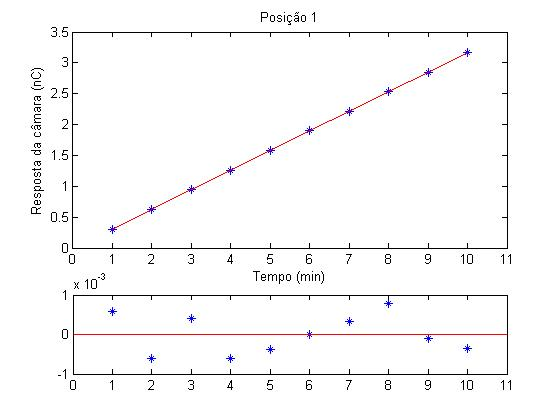 Posição 1
3.5
3
2.5
2
1.5
1
0.5
0
Resposta da câmara (nC)
0 1 2 3 4 5 6 7 8 9 10 11
Tempo (min)
x 10-3
1
0
-1
0 1 2 3 4 5 6 7 8 9 10 11